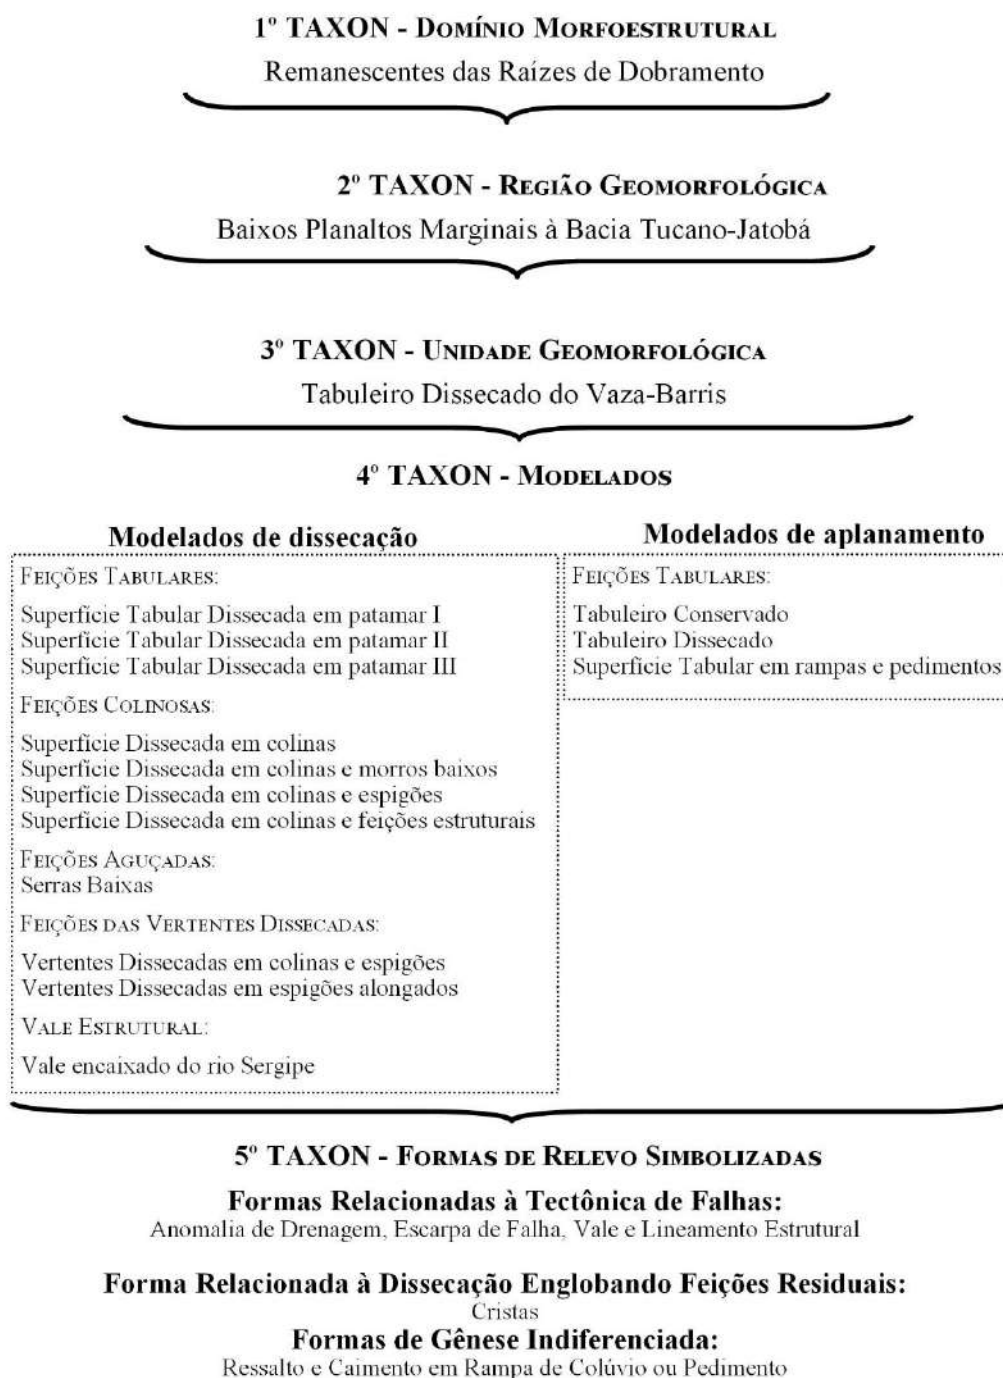 1º TAXON - DOMÍNIO MORFOESTRUTURAL
Remanescentes das Raízes de Dobramento
2º TAXON - REGIÃO GEOMORFOLÓGICA
Baixos Planaltos Marginais à Bacia Tucano-Jatobá
3º TAXON - UNIDADE GEOMORFOLÓGICA
Tabuleiro Dissecado do Vaza-Barris
4º TAXON - MODELADOS
Modelados de dissecação
FEIÇÕES TABULARES:
Superfície Tabular Dissecada em patamar I
Superfície Tabular Dissecada em patamar II
Superfície Tabular Dissecada em patamar III
FEIÇÕES COLINOSAS:
Superfície Dissecada em colinas
Superfície Dissecada em colinas e morros baixos
Superfície Dissecada em colinas e espigões
Superfície Dissecada em colinas e feições estruturais
FEIÇÕES AGUÇADAS:
Serras Baixas
FEIÇÕES DAS VERTENTES DISSECADAS:
Vertentes Dissecadas em colinas e espigões
Vertentes Dissecadas em espigões alongados
VALE ESTRUTURAL:
Vale encaixado do rio Sergipe
Modelados de aplanamento
FEIÇÕES TABULARES:
Tabuleiro Conservado
Tabuleiro Dissecado
Superfície Tabular em rampas e pedimentos
5º TAXON - FORMAS DE RELEVO SIMBOLIZADAS
Formas Relacionadas à Tectônica de Falhas:
Anomalia de Drenagem, Escarpa de Falha, Vale e Lineamento Estrutural
Forma Relacionada à Dissecação Englobando Feições Residuais:
Cristas
Formas de Gênese Indiferenciada:
Ressalto e Caimento em Rampa de Colúvio ou Pedimento